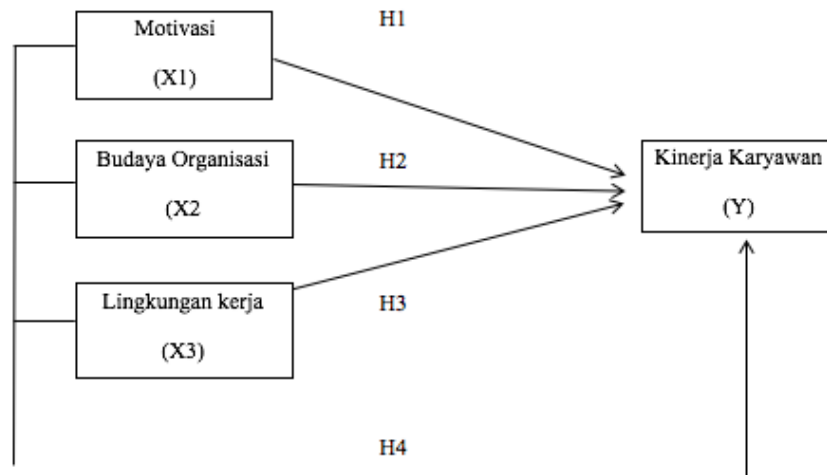 H1
Motivasi
(X1)
Budaya Organisasi
(X2
H2
Kinerja Karyawan
(Y)
Lingkungan kerja
(X3)
H3
H4